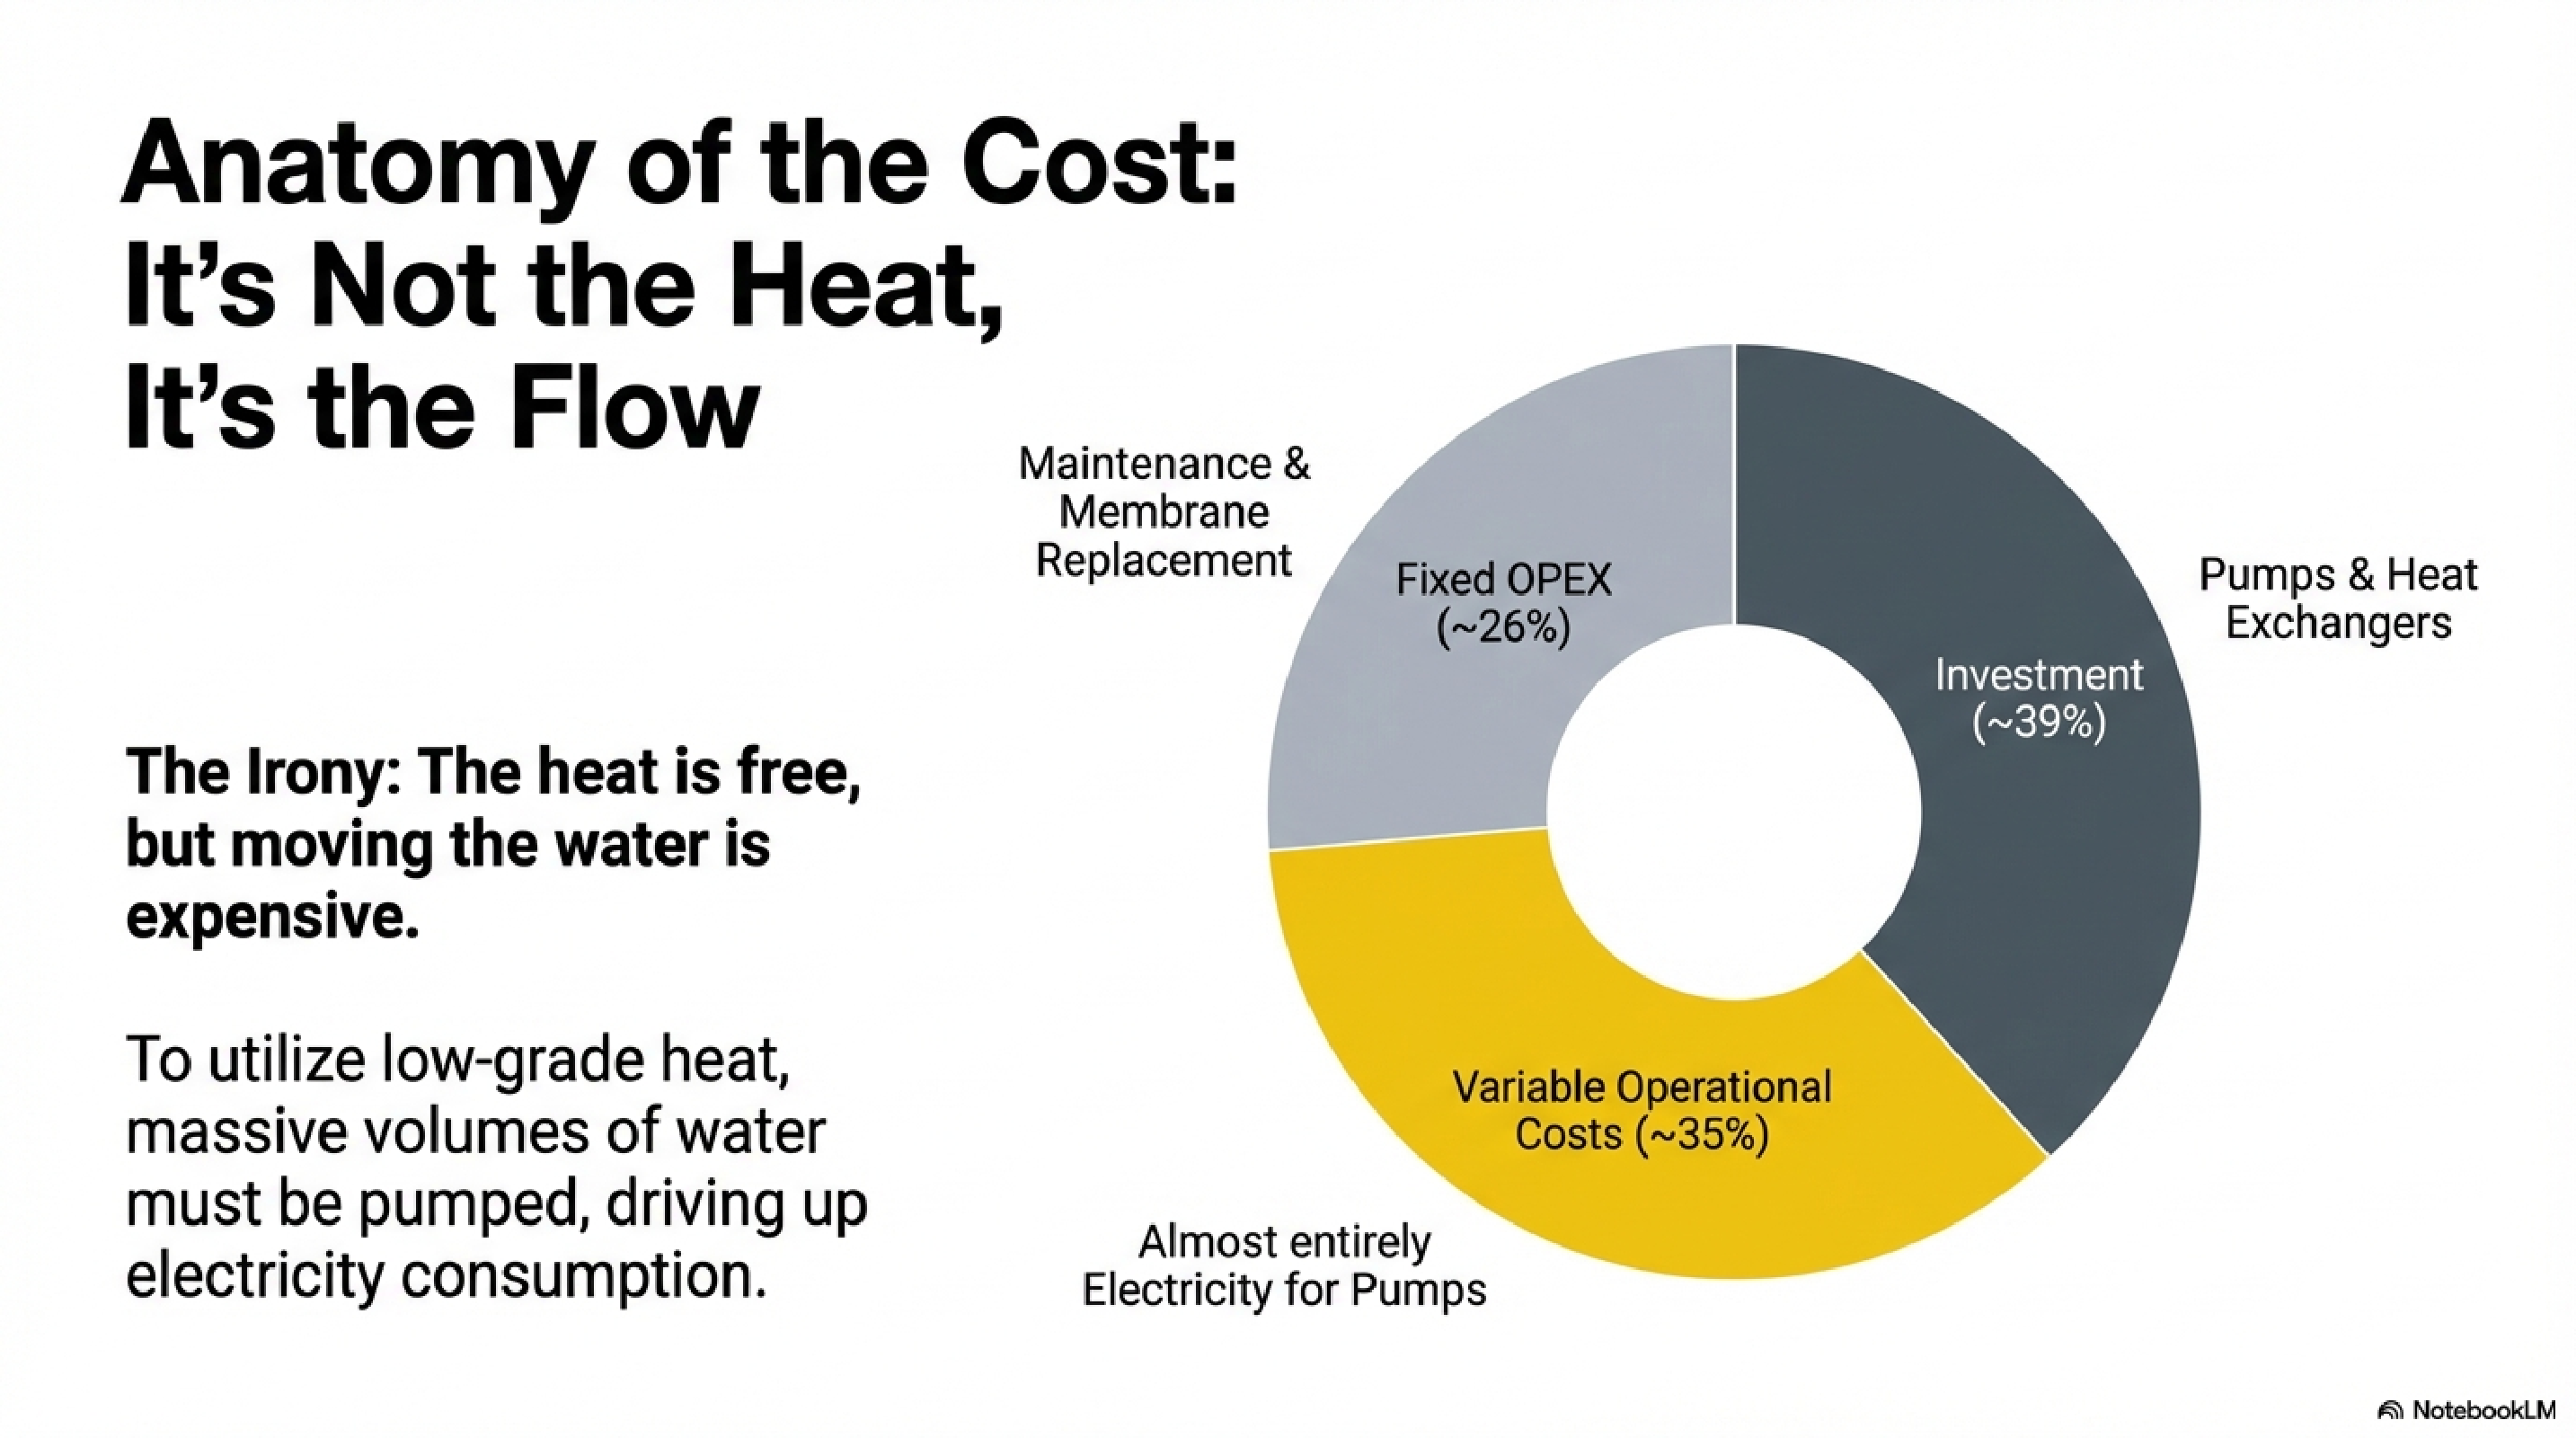 Anatomy of the Cost:
It's Not the Heat,
It's the Flow
The Irony: The heat is free,
but moving the water is
expensive.
To utilize low-grade heat,
massive volumes of water
must be pumped, driving up
electricity consumption.
Maintenance &
Membrane
Replacement
Fixed OPEX
(~26%)
Pumps & Heat
Exchangers
Investment
(~39%)
Variable Operational
Costs (~35%)
Almost entirely
Electricity for Pumps
NotebookLM